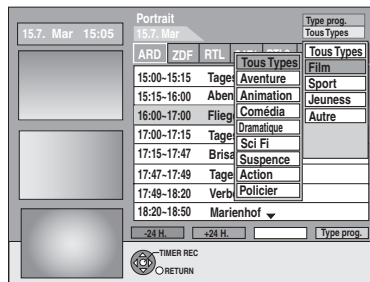 15.7. Mar 15:05
Portrait
15.7. Mar
Type prog.
Tous Types
ARD ZDF RTL
15:00~15:15 Tages
15:15~16:00 Aben
16:00~17:00 Flieg
17:00~17:15 Tages
17:15~17:47 Brisa
17:47~17:49 Tage
17:49~18:20 Verb
18:20~18:50 Marienhof
Tous Types
Aventure
Animation
Comédia
Dramatique
Sci Fi
Suspence
Action
Policier
Tous Types
Film
Sport
Jeuness
Autre
-24 H. +24 H. Type prog.
TIMER REC
RETURN